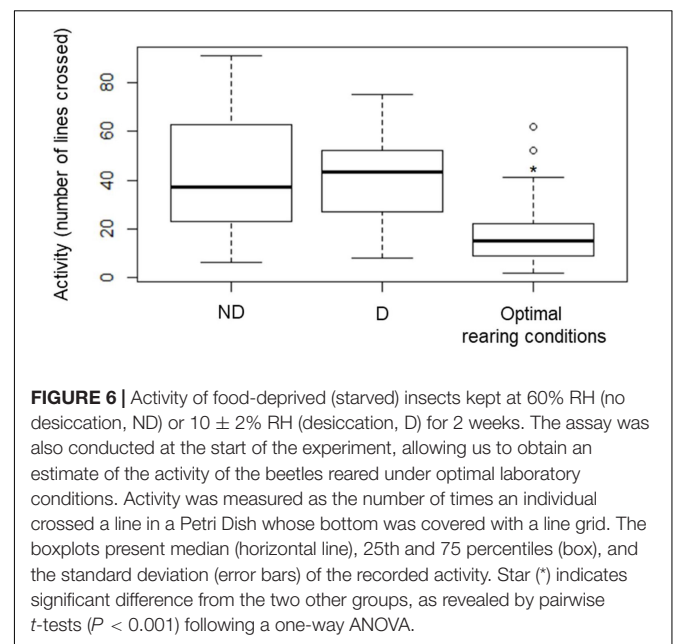 Activity (number of lines crossed)
80
60
40
20
0
ND
D
Optimal
rearing conditions
*
FIGURE 6 | Activity of food-deprived (starved) insects kept at 60% RH (no
desiccation, ND) or 10 ± 2% RH (desiccation, D) for 2 weeks. The assay was
also conducted at the start of the experiment, allowing us to obtain an
estimate of the activity of the beetles reared under optimal laboratory
conditions. Activity was measured as the number of times an individual
crossed a line in a Petri Dish whose bottom was covered with a line grid. The
boxplots present median (horizontal line), 25th and 75 percentiles (box), and
the standard deviation (error bars) of the recorded activity. Star (*) indicates
significant difference from the two other groups, as revealed by pairwise
t-tests (P < 0.001) following a one-way ANOVA.